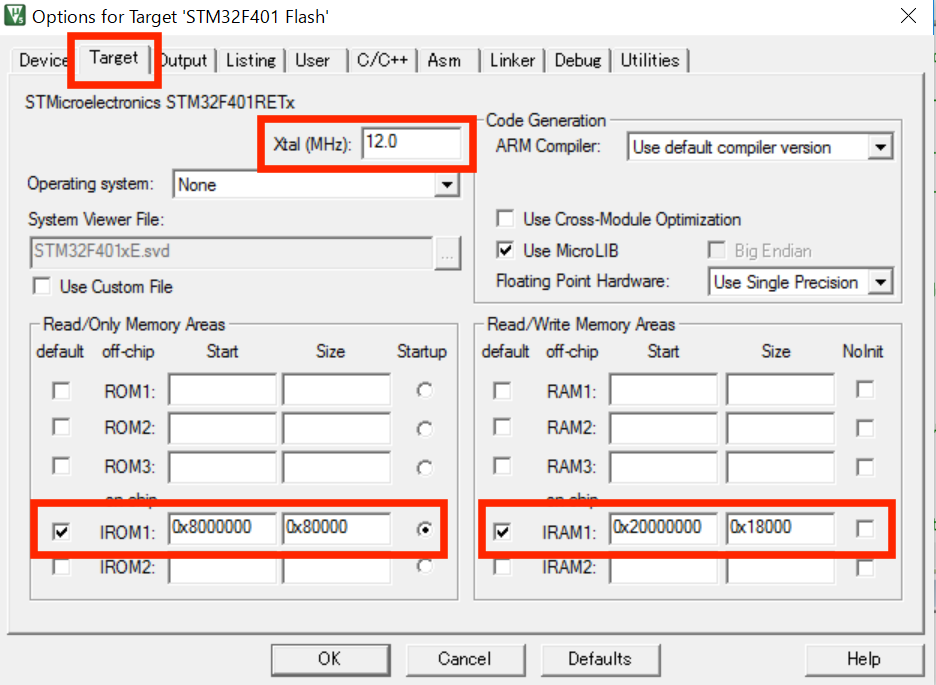 Options for Target 'STM32F401 Flash'
Device Target Output Listing User C/C++ Asm Linker Debug Utilities
STMicroelectronics STM32F401RETx
Xtal (MHz): 12.0
Operating system: None
System Viewer File:
STM32F401xE.svd ...
Use Custom File
Code Generation
ARM Compiler: Use default compiler version
Use Cross-Module Optimization
Use MicroLIB Big Endian
Floating Point Hardware: Use Single Precision
Read/Only Memory Areas
default off-chip Start Size Startup
ROM1:
ROM2:
ROM3:
on-chip
IROM1: 0x8000000 0x80000
IROM2:
Read/Write Memory Areas
default off-chip Start Size NoInit
RAM1:
RAM2:
RAM3:
on-chip
IRAM1: 0x20000000 0x18000
IRAM2:
OK Cancel Defaults Help